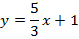 y = 5/3 x + 1